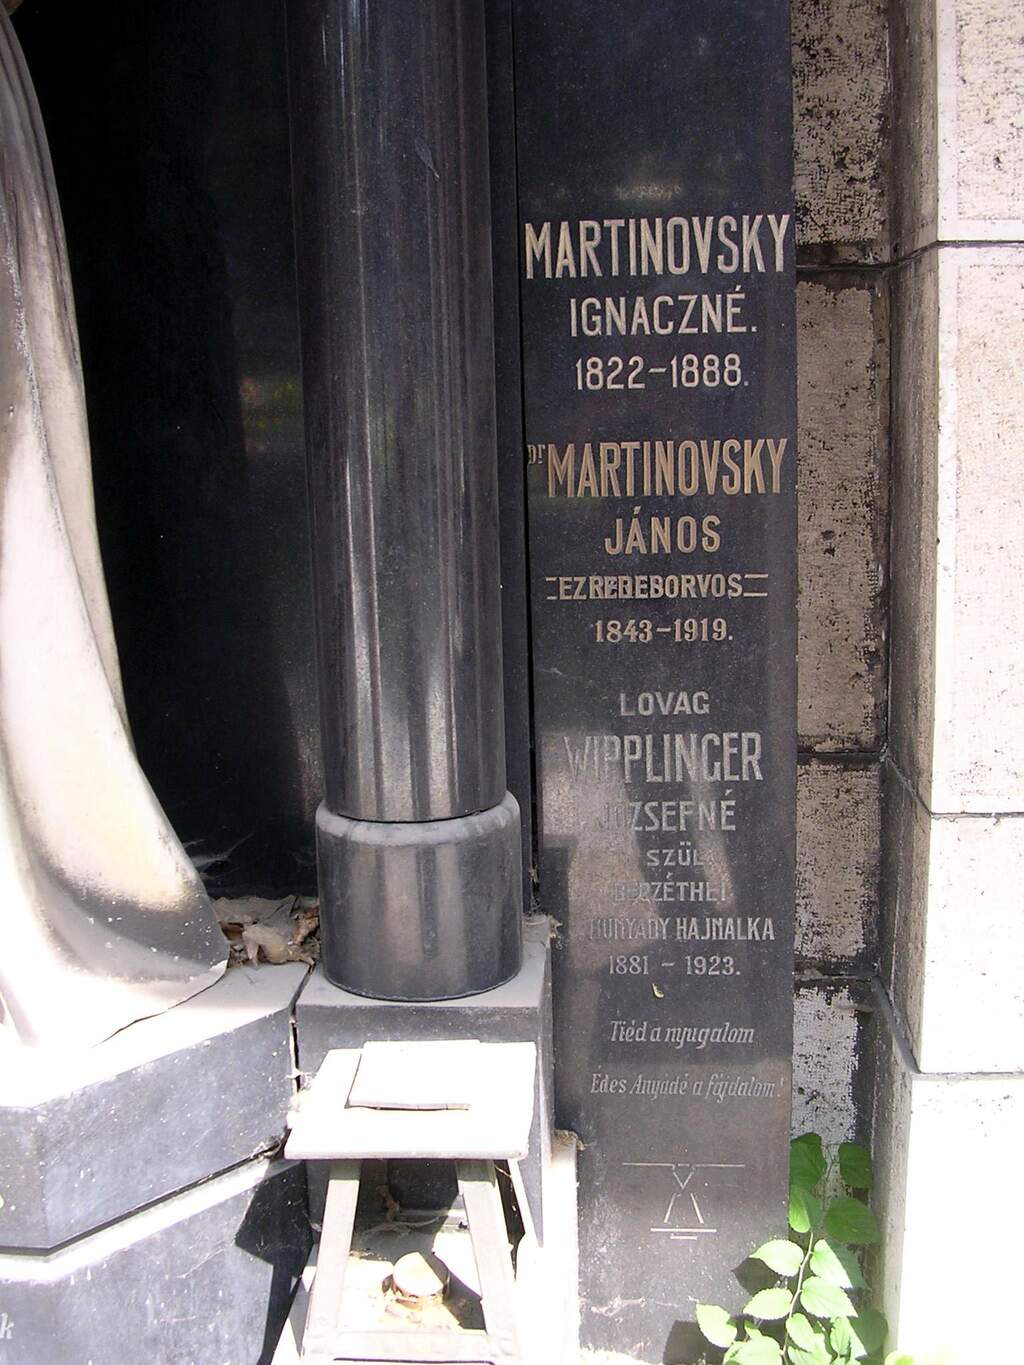 MARTINOVSKY
IGNACZNÉ.
1822-1888.
Dr MARTINOVSKY
JÁNOS
EZREDEBORVOS
1843-1919.
LOVAG
WIPPLINGER
JÓZSEFNÉ
SZÜL.
BERZÉTHEI
HUNYADY HAJNALKA
1881 - 1923.
Tiéd a nyugalom
Édes Anyádé a fájdalom!